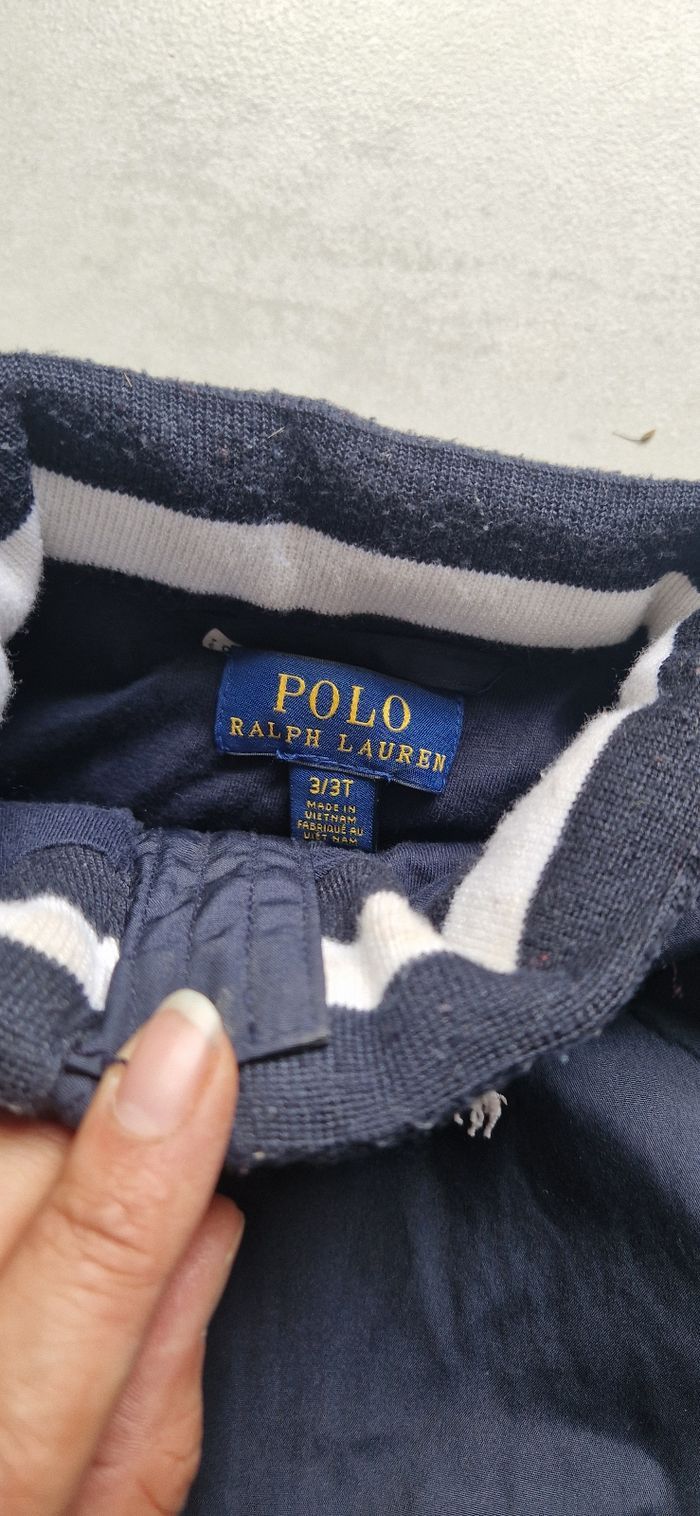 POLO
RALPH LAUREN
3/3T
MADE IN
VIETNAM
FABRIQUÉ AU
VIET NAM